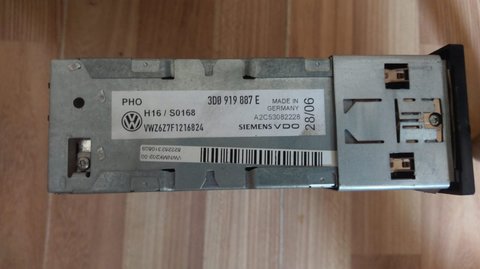 PHO
3D0 919 887 E
H16 / S0168
MADE IN
GERMANY
VWZ6Z7F1216824
A2C53082228
SIEMENS VDO
28/06